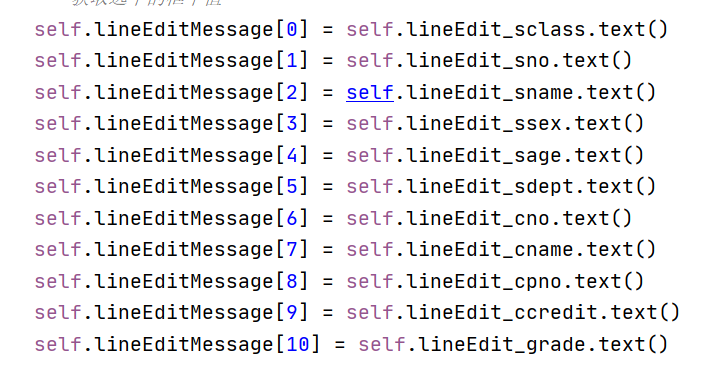 self.lineEditMessage[0] = self.lineEdit_sclass.text()
self.lineEditMessage[1] = self.lineEdit_sno.text()
self.lineEditMessage[2] = self.lineEdit_sname.text()
self.lineEditMessage[3] = self.lineEdit_ssex.text()
self.lineEditMessage[4] = self.lineEdit_sage.text()
self.lineEditMessage[5] = self.lineEdit_sdept.text()
self.lineEditMessage[6] = self.lineEdit_cno.text()
self.lineEditMessage[7] = self.lineEdit_cname.text()
self.lineEditMessage[8] = self.lineEdit_cpno.text()
self.lineEditMessage[9] = self.lineEdit_ccredit.text()
self.lineEditMessage[10] = self.lineEdit_grade.text()